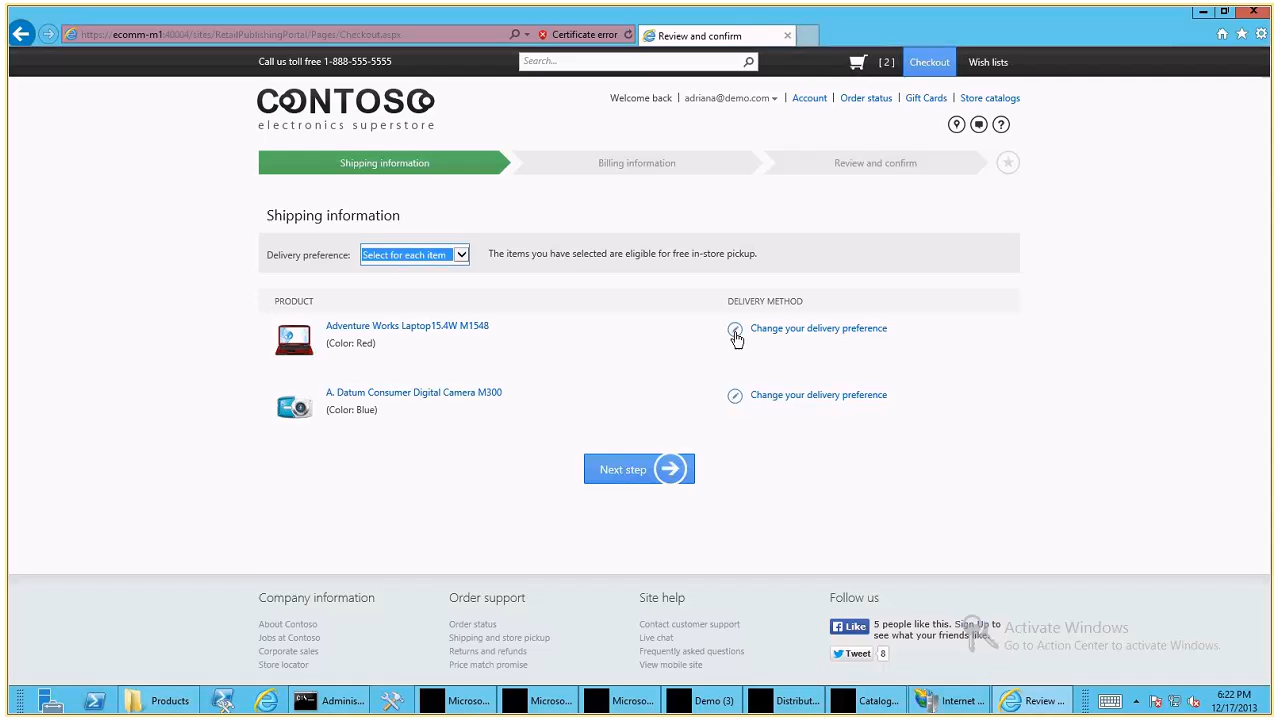 https://ecomm-m1:40004/sites/RetailPublishingPortal/Pages/Checkout.aspx
Certificate error
Review and confirm
Call us toll free 1-888-555-5555
Search...
[ 2 ]
Checkout
Wish lists
CONTOSO
electronics superstore
Welcome back
adriana@demo.com
Account
Order status
Gift Cards
Store catalogs
?
Shipping information
Billing information
Review and confirm
Shipping information
Delivery preference:
Select for each item
The items you have selected are eligible for free in-store pickup.
PRODUCT
DELIVERY METHOD
Adventure Works Laptop15.4W M1548
(Color: Red)
Change your delivery preference
A. Datum Consumer Digital Camera M300
(Color: Blue)
Change your delivery preference
Next step
Company information
About Contoso
Jobs at Contoso
Corporate sales
Store locator
Order support
Order status
Shipping and store pickup
Returns and refunds
Price match promise
Site help
Contact customer support
Live chat
Frequently asked questions
View mobile site
Follow us
Like
5 people like this. Sign Up to
see what your friends like.
Tweet
8
Activate Windows
Go to Action Center to activate Windows.
Products
Adminis...
Microso...
Microso...
Microso...
Demo (3)
Distribut...
Catalog...
Internet ...
Review ...
6:22 PM
12/17/2013